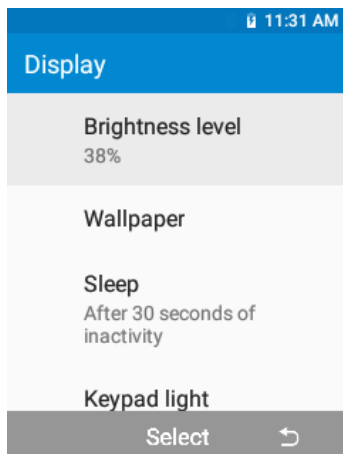 11:31 AM
Display
Brightness level
38%
Wallpaper
Sleep
After 30 seconds of
inactivity
Keypad light
Select